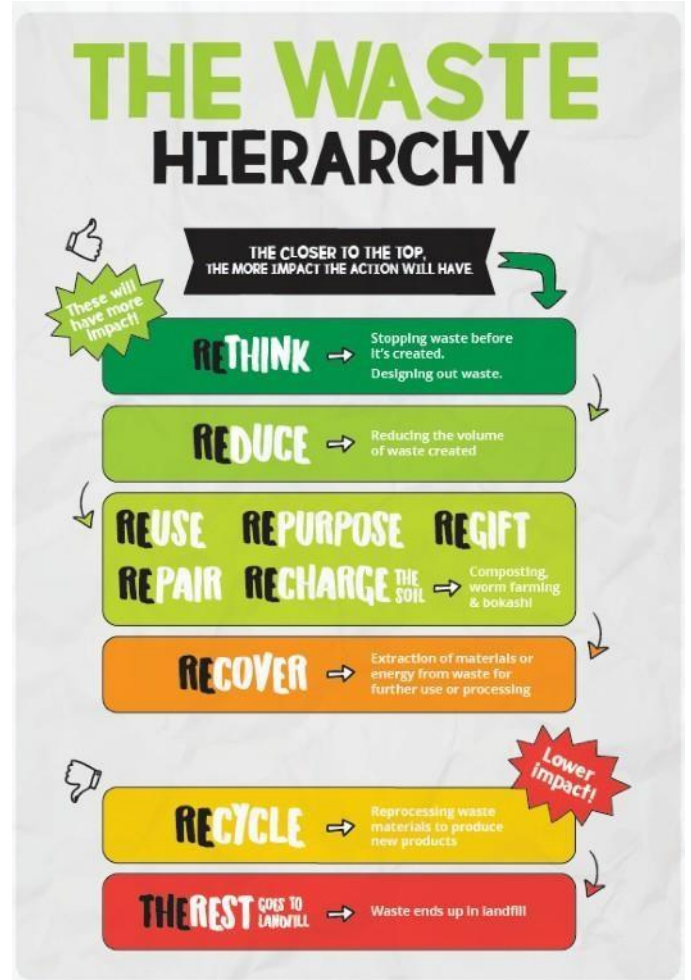 THE WASTE
HIERARCHY
THE CLOSER TO THE TOP,
THE MORE IMPACT THE ACTION WILL HAVE
These will
have more
impact!
RETHINK
Stopping waste before
it's created.
Designing out waste.
REDUCE
Reducing the volume
of waste created
REUSE REPURPOSE REGIFT
REPAIR RECHARGE THE SOIL
Composting,
worm farming
& bokashi
RECOVER
Extraction of materials or
energy from waste for
further use or processing
Lower
impact!
RECYCLE
Reprocessing waste
materials to produce
new products
THEREST GOES TO LANDFILL
Waste ends up in landfill